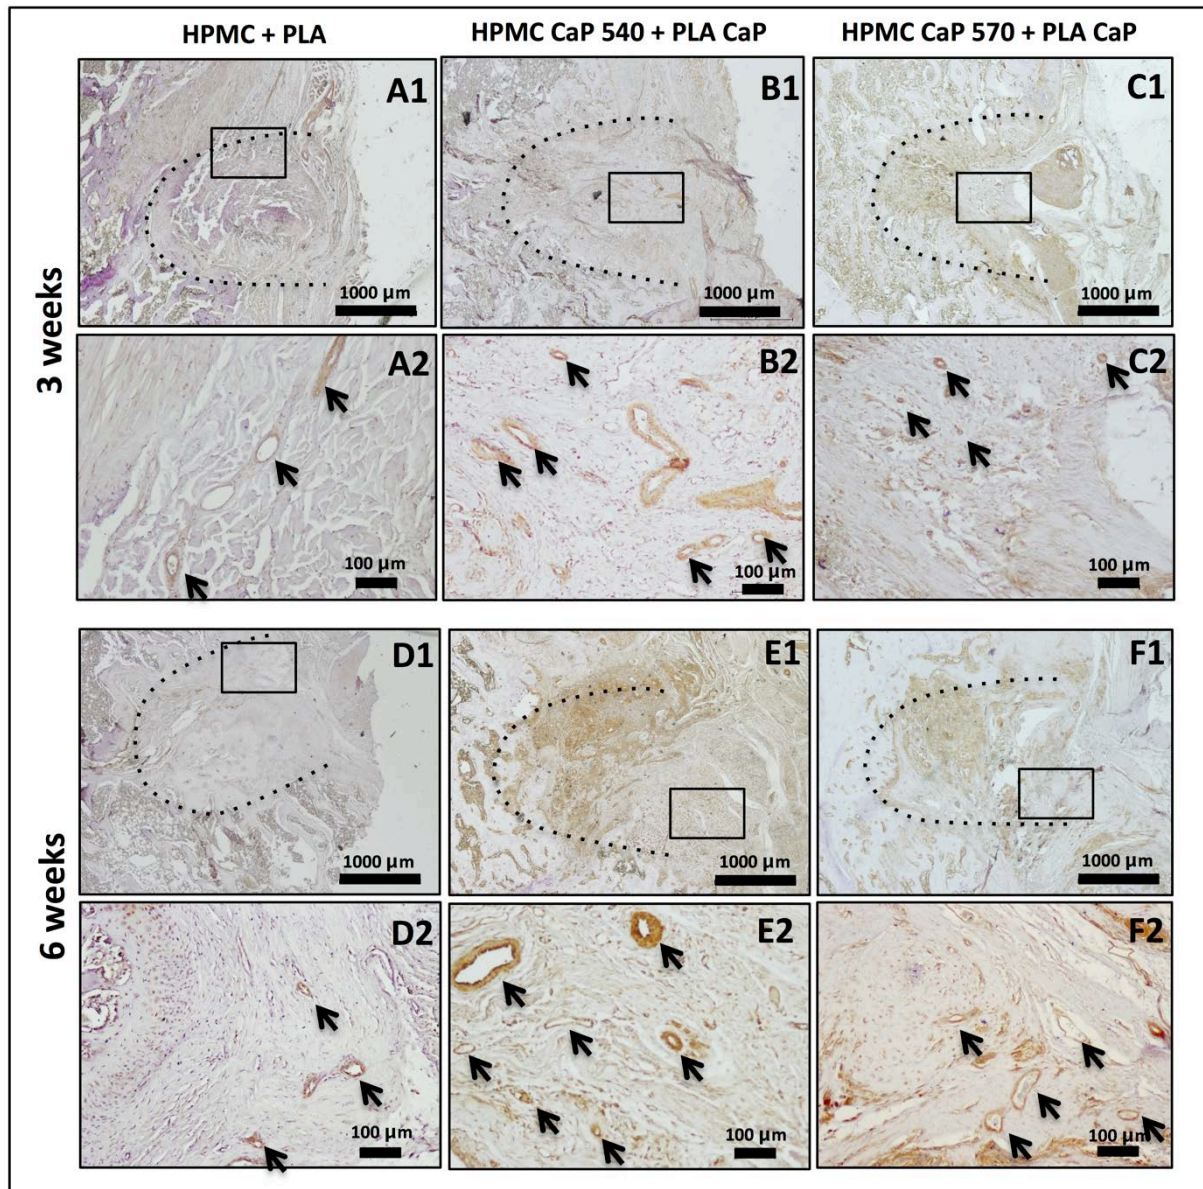 HPMC + PLA
HPMC CaP 540 + PLA CaP
HPMC CaP 570 + PLA CaP
3 weeks
A1
1000 µm
B1
1000 µm
C1
1000 µm
A2
100 µm
B2
100 µm
C2
100 µm
6 weeks
D1
1000 µm
E1
1000 µm
F1
1000 µm
D2
100 µm
E2
100 µm
F2
100 µm